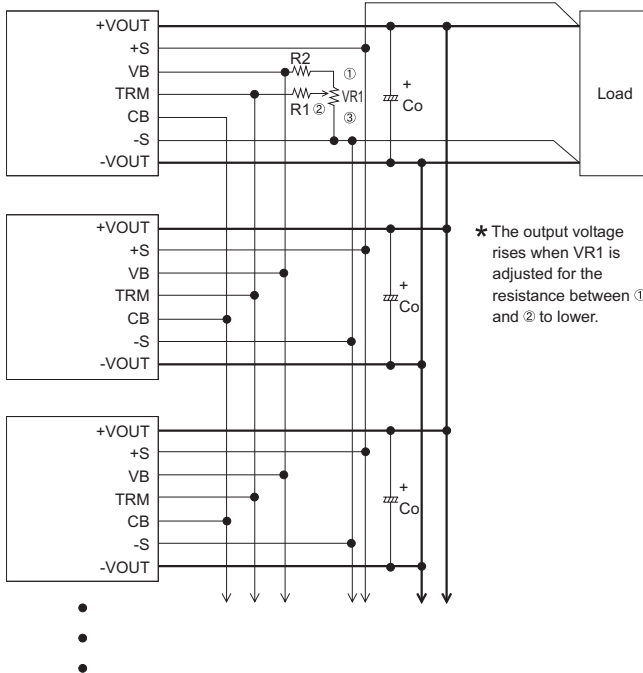 +VOUT
+S
VB
TRM
CB
-S
-VOUT
R2
①
R1 ②
VR1
③
+
Co
Load
+VOUT
+S
VB
TRM
CB
-S
-VOUT
+
Co
* The output voltage
rises when VR1 is
adjusted for the
resistance between ①
and ② to lower.
+VOUT
+S
VB
TRM
CB
-S
-VOUT
+
Co